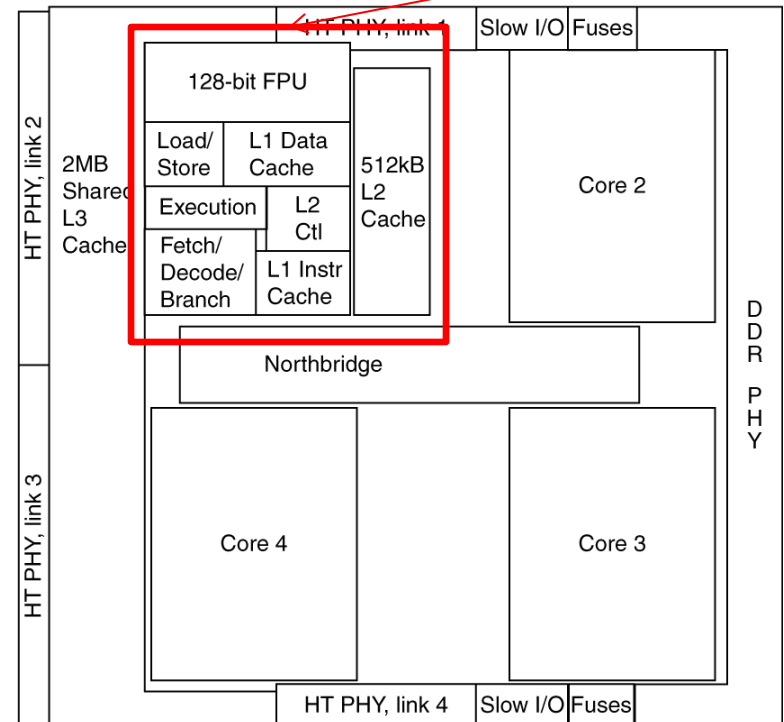 HT PHY, link 1
Slow I/O
Fuses
HT PHY, link 2
2MB
Shared
L3
Cache
128-bit FPU
Load/
Store
L1 Data
Cache
Execution
L2
Ctl
Fetch/
Decode/
Branch
L1 Instr
Cache
512kB
L2
Cache
Core 2
Northbridge
D
D
R
P
H
Y
HT PHY, link 3
Core 4
Core 3
HT PHY, link 4
Slow I/O
Fuses